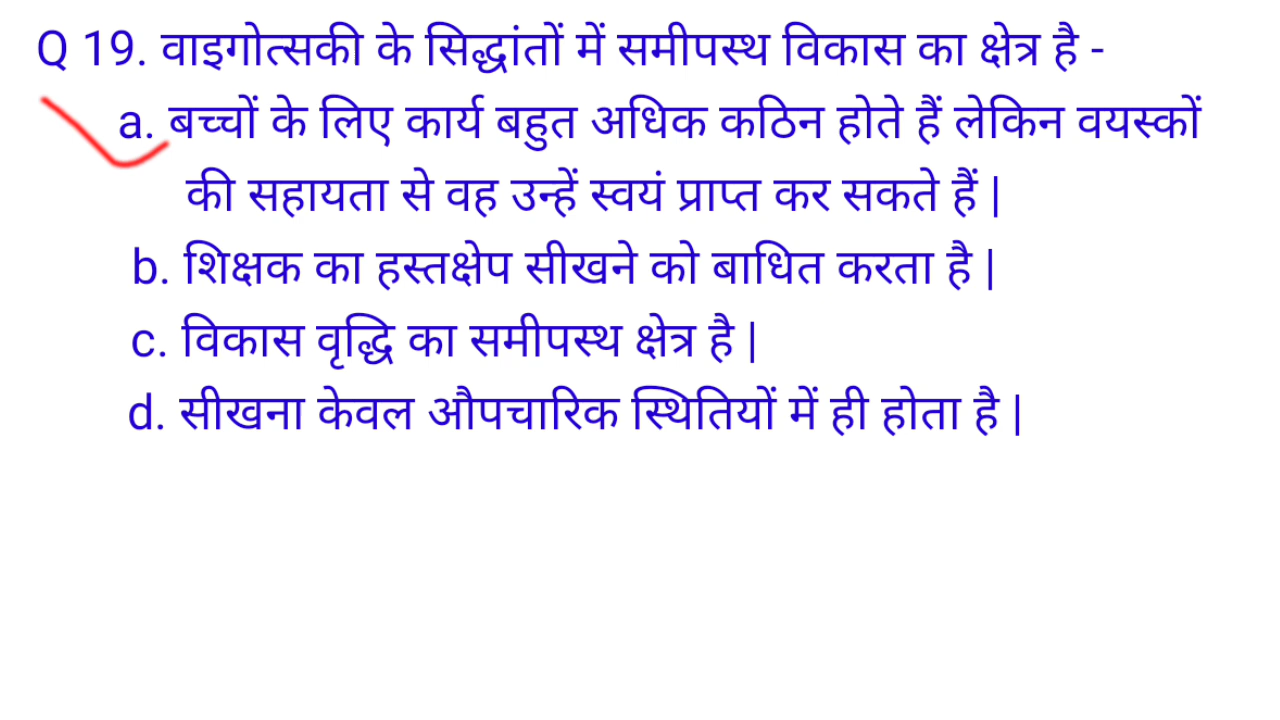 Q 19. वाइगोत्सकी के सिद्धांतों में समीपस्थ विकास का क्षेत्र है -
a. बच्चों के लिए कार्य बहुत अधिक कठिन होते हैं लेकिन वयस्कों
की सहायता से वह उन्हें स्वयं प्राप्त कर सकते हैं |
b. शिक्षक का हस्तक्षेप सीखने को बाधित करता है |
c. विकास वृद्धि का समीपस्थ क्षेत्र है |
d. सीखना केवल औपचारिक स्थितियों में ही होता है |